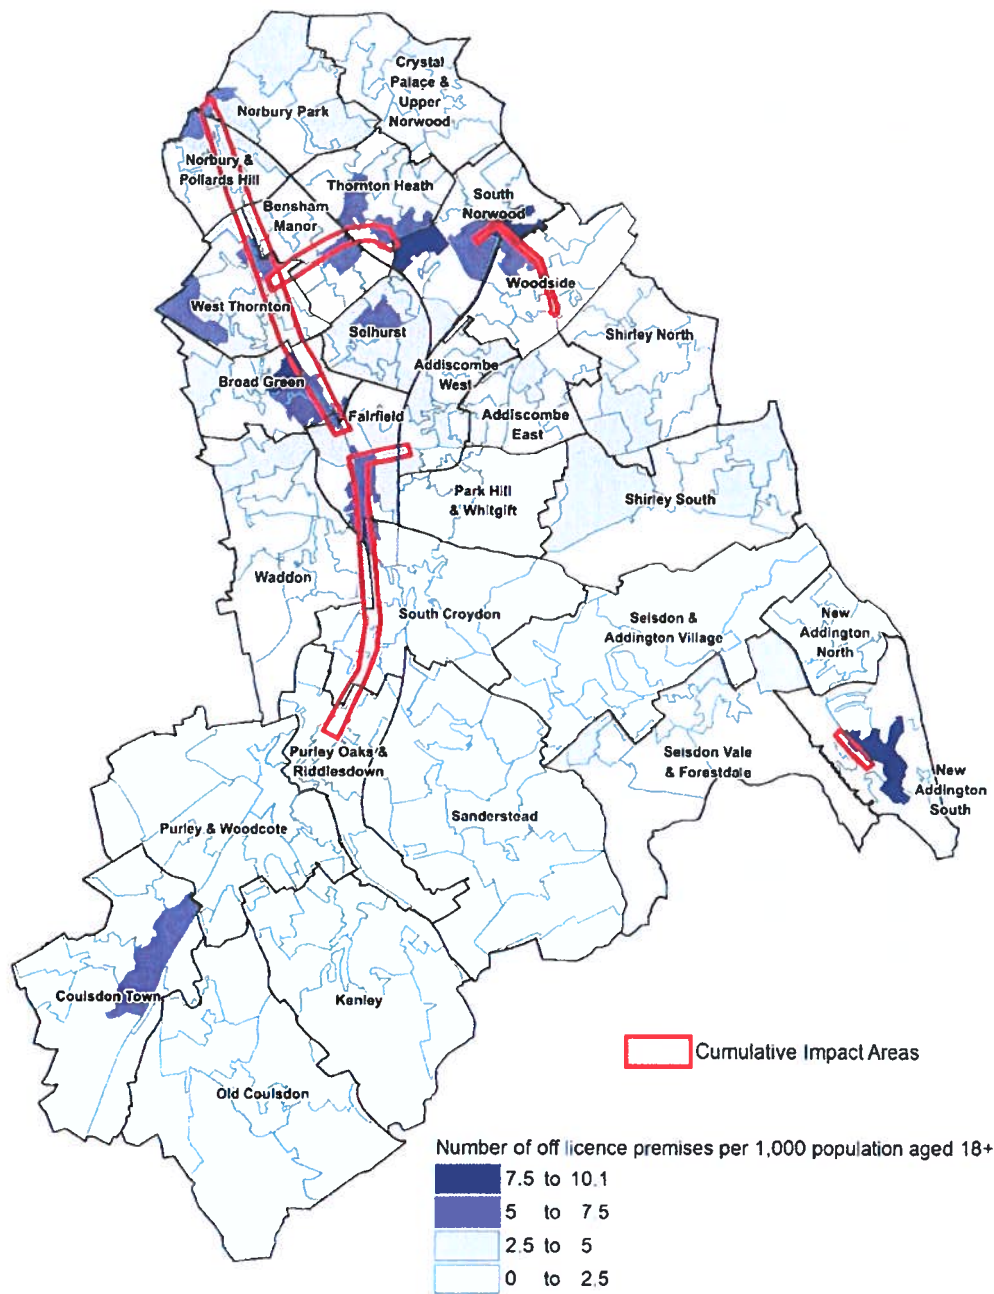 Crystal
Palace &
Upper
Norwood
Norbury Park
Norbury &
Pollards Hill
Thornton Heath
South
Norwood
Bensham
Manor
Woodside
West Thornton
Selhurst
Shirley North
Addiscombe
West
Broad Green
Fairfield
Addiscombe
East
Park Hill
& Whitgift
Shirley South
Waddon
South Croydon
Selsdon &
Addington Village
New
Addington
North
Purley Oaks &
Riddlesdown
Selsdon Vale
& Forestdale
New
Addington
South
Sanderstead
Purley & Woodcote
Coulsdon Town
Kenley
Old Coulsdon
Cumulative Impact Areas
Number of off licence premises per 1,000 population aged 18+
7.5 to 10.1
5 to 7.5
2.5 to 5
0 to 2.5